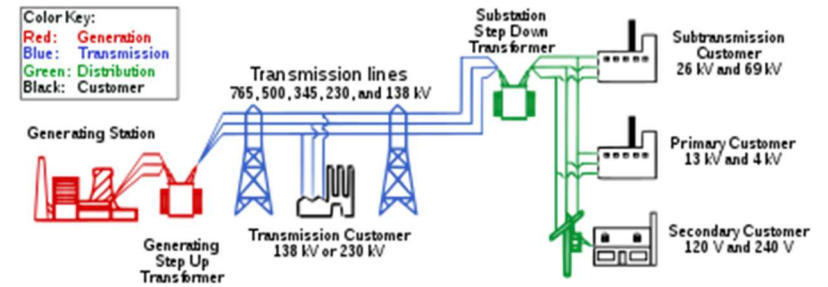 Color Key:
Red: Generation
Blue: Transmission
Green: Distribution
Black: Customer
Substation
Step Down
Transformer
Subtransmission
Customer
26 kV and 69 kV
Transmission lines
765, 500, 345, 230, and 138 kV
Generating Station
Primary Customer
13 kV and 4 kV
Transmission Customer
138 kV or 230 kV
Generating
Step Up
Transformer
Secondary Customer
120 V and 240 V